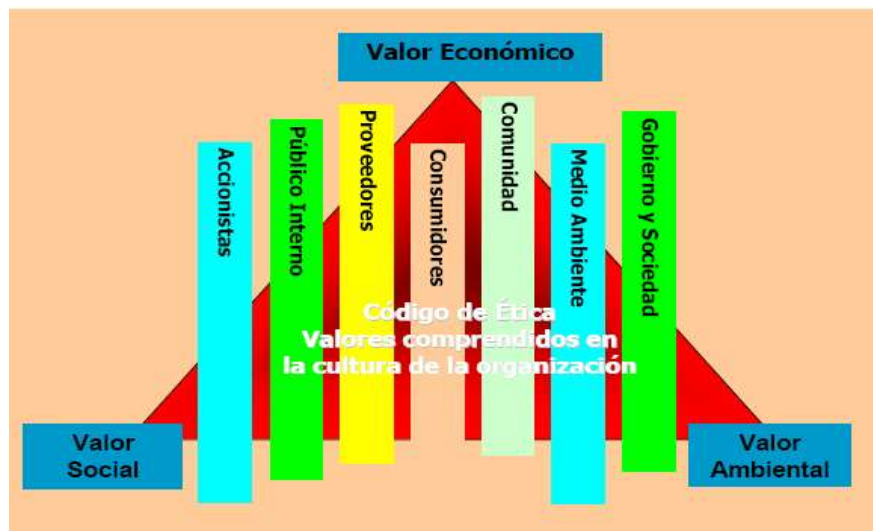 Valor Económico
Accionistas
Público Interno
Proveedores
Consumidores
Comunidad
Medio Ambiente
Gobierno y Sociedad
Código de Ética
Valores comprendidos en
la cultura de la organización
Valor
Social
Valor
Ambiental